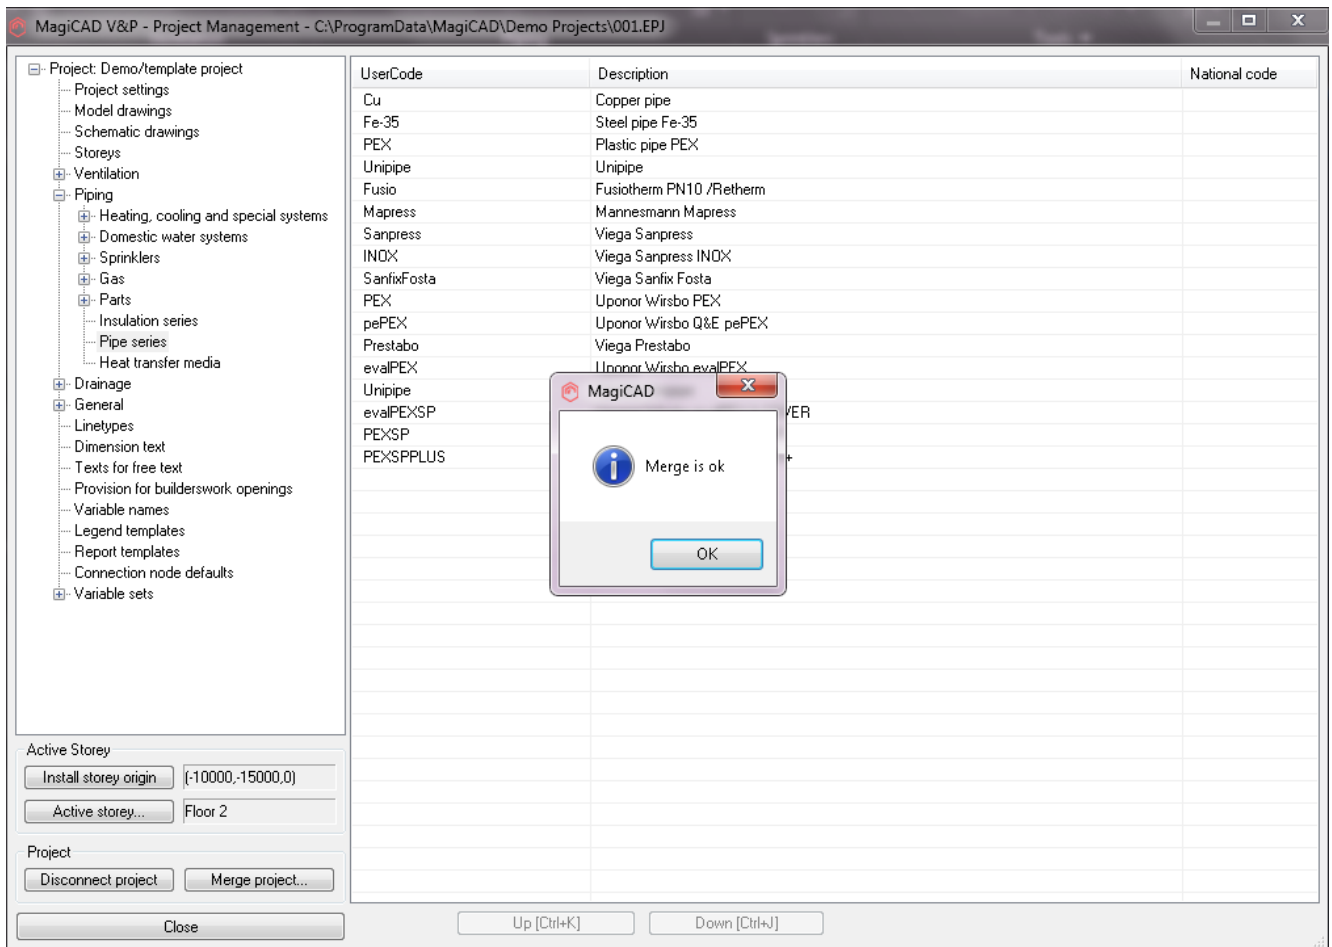 MagiCAD V&P - Project Management - C:\ProgramData\MagiCAD\Demo Projects\001.EPJ
Project: Demo/template project
Project settings
Model drawings
Schematic drawings
Storeys
Ventilation
Piping
Heating, cooling and special systems
Domestic water systems
Sprinklers
Gas
Parts
Insulation series
Pipe series
Heat transfer media
Drainage
General
Linetypes
Dimension text
Texts for free text
Provision for builderswork openings
Variable names
Legend templates
Report templates
Connection node defaults
Variable sets
Active Storey
Install storey origin (-10000,-15000,0)
Active storey... Floor 2
Project
Disconnect project Merge project...
Close
UserCode Description National code
Cu Copper pipe
Fe-35 Steel pipe Fe-35
PEX Plastic pipe PEX
Unipipe Unipipe
Fusio Fusiotherm PN10 /Retherm
Mapress Mannesmann Mapress
Sanpress Viega Sanpress
INOX Viega Sanpress INOX
SanfixFosta Viega Sanfix Fosta
PEX Uponor Wirsbo PEX
pePEX Uponor Wirsbo Q&E pePEX
Prestabo Viega Prestabo
evalPEX Uponor Wirsbo evalPEX
Unipipe
evalPEXSP VER
PEXSP
PEXSPPLUS +
MagiCAD
Merge is ok
OK
Up [Ctrl+K] Down [Ctrl+J]